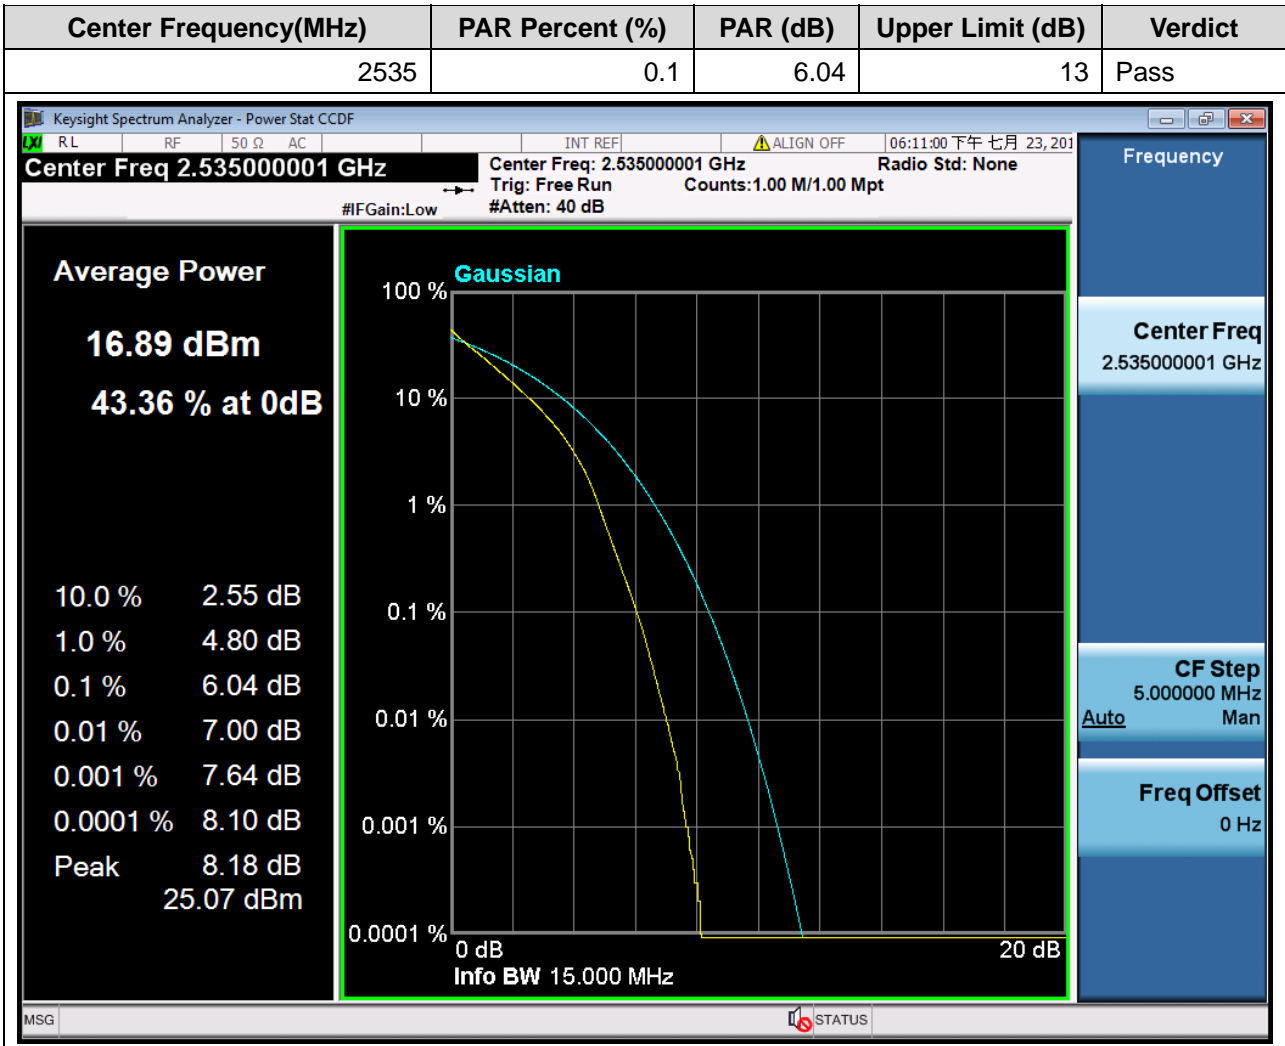 Center Frequency(MHz) PAR Percent (%) PAR (dB) Upper Limit (dB) Verdict
2535 0.1 6.04 13 Pass
Keysight Spectrum Analyzer - Power Stat CCDF
LXI RL RF 50 Ω AC INT REF ALIGN OFF 06:11:00 下午 七月 23, 201
Center Freq 2.535000001 GHz
Center Freq: 2.535000001 GHz Radio Std: None
Trig: Free Run Counts:1.00 M/1.00 Mpt
#IFGain:Low #Atten: 40 dB
Average Power
16.89 dBm
43.36 % at 0dB
10.0 % 2.55 dB
1.0 % 4.80 dB
0.1 % 6.04 dB
0.01 % 7.00 dB
0.001 % 7.64 dB
0.0001 % 8.10 dB
Peak 8.18 dB
25.07 dBm
Gaussian
100 %
10 %
1 %
0.1 %
0.01 %
0.001 %
0.0001 %
0 dB 20 dB
Info BW 15.000 MHz
Frequency
Center Freq
2.535000001 GHz
CF Step
5.000000 MHz
Auto Man
Freq Offset
0 Hz
MSG STATUS